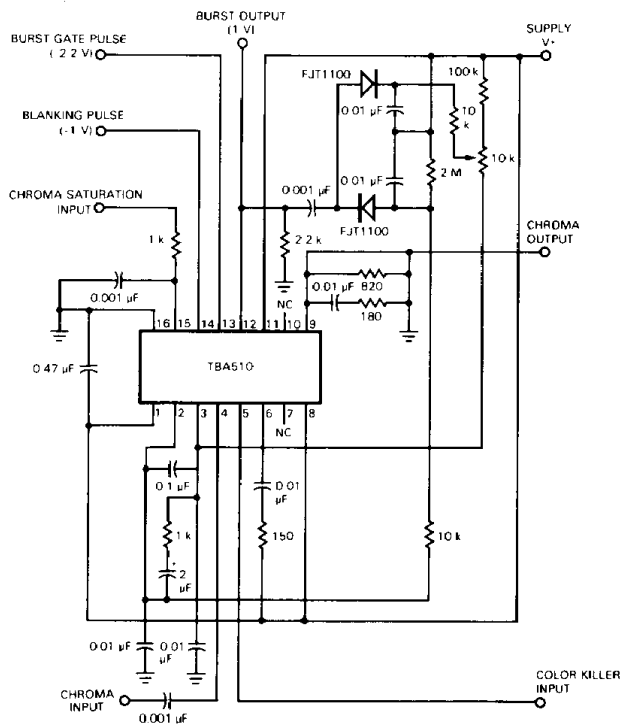 BURST OUTPUT
(1 V)
SUPPLY
V+
BURST GATE PULSE
(-2 2 V)
BLANKING PULSE
(-1 V)
CHROMA SATURATION
INPUT
FJT1100
0 01 μF
0 01 μF
100 k
10
k
10k
2 M
0 001 μF
FJT1100
CHROMA
OUTPUT
1 k
2 2 k
0 01 μF
820
180
0 001 μF
NC
16
15
14
13
12
11
10
9
TBA510
0 47 μF
1
2
3
4
5
6
7
8
NC
0 1 μF
0 01
μF
1 k
150
10 k
+
2
μF
0 01 μF
0 01
μF
CHROMA
INPUT
0 001 μF
COLOR KILLER
INPUT